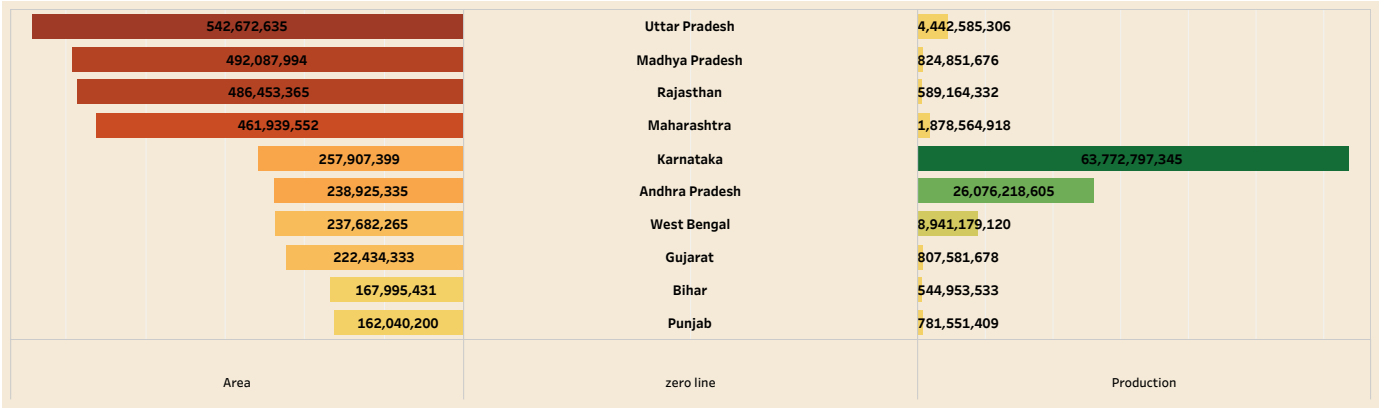 542,672,635 Uttar Pradesh 4,442,585,306
492,087,994 Madhya Pradesh 824,851,676
486,453,365 Rajasthan 589,164,332
461,939,552 Maharashtra 1,878,564,918
257,907,399 Karnataka 63,772,797,345
238,925,335 Andhra Pradesh 26,076,218,605
237,682,265 West Bengal 8,941,179,120
222,434,333 Gujarat 807,581,678
167,995,431 Bihar 544,953,533
162,040,200 Punjab 781,551,409
Area zero line Production